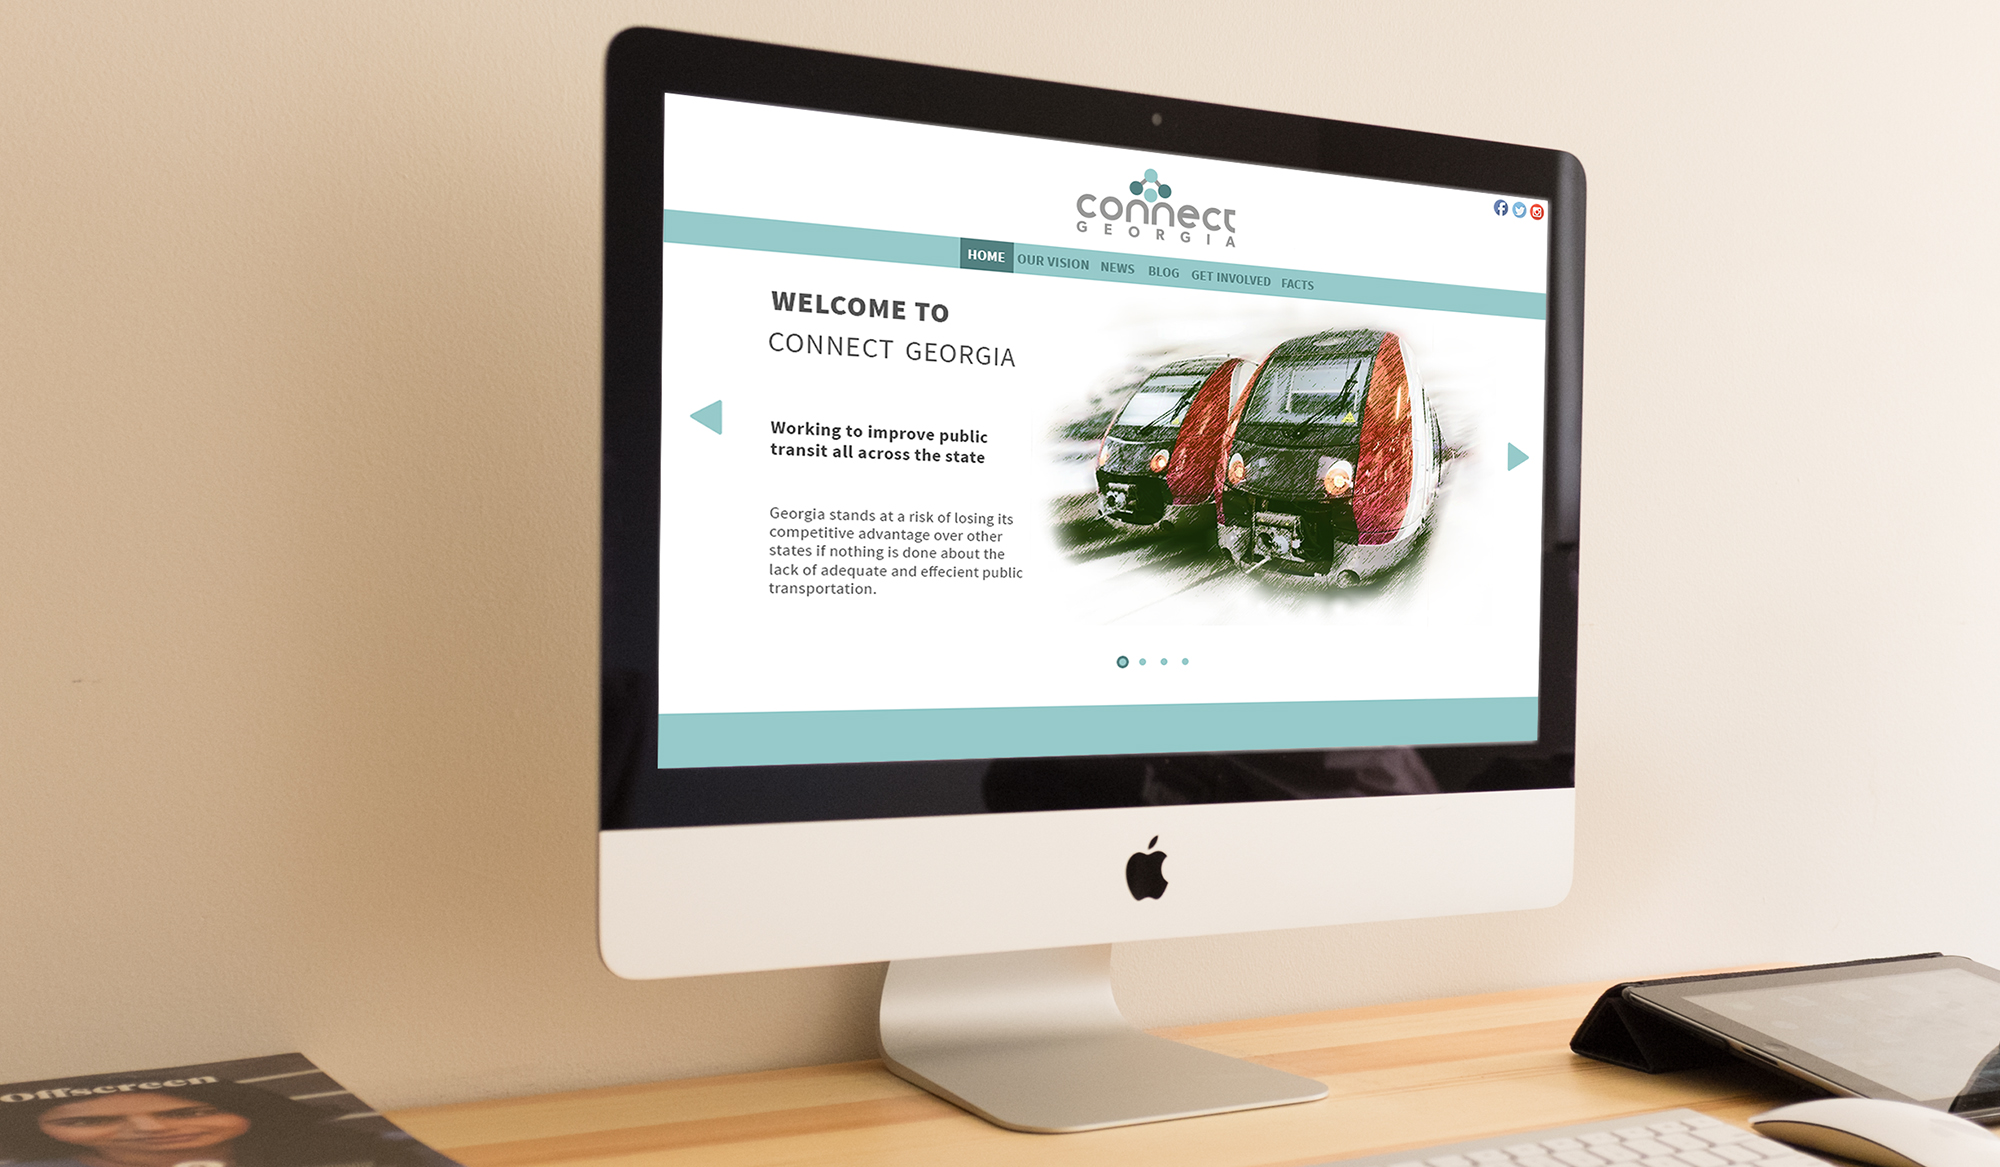 connect
GEORGIA
HOME OUR VISION NEWS BLOG GET INVOLVED FACTS
WELCOME TO
CONNECT GEORGIA
Working to improve public
transit all across the state
Georgia stands at a risk of losing its
competitive advantage over other
states if nothing is done about the
lack of adequate and effecient public
transportation.
Offscreen